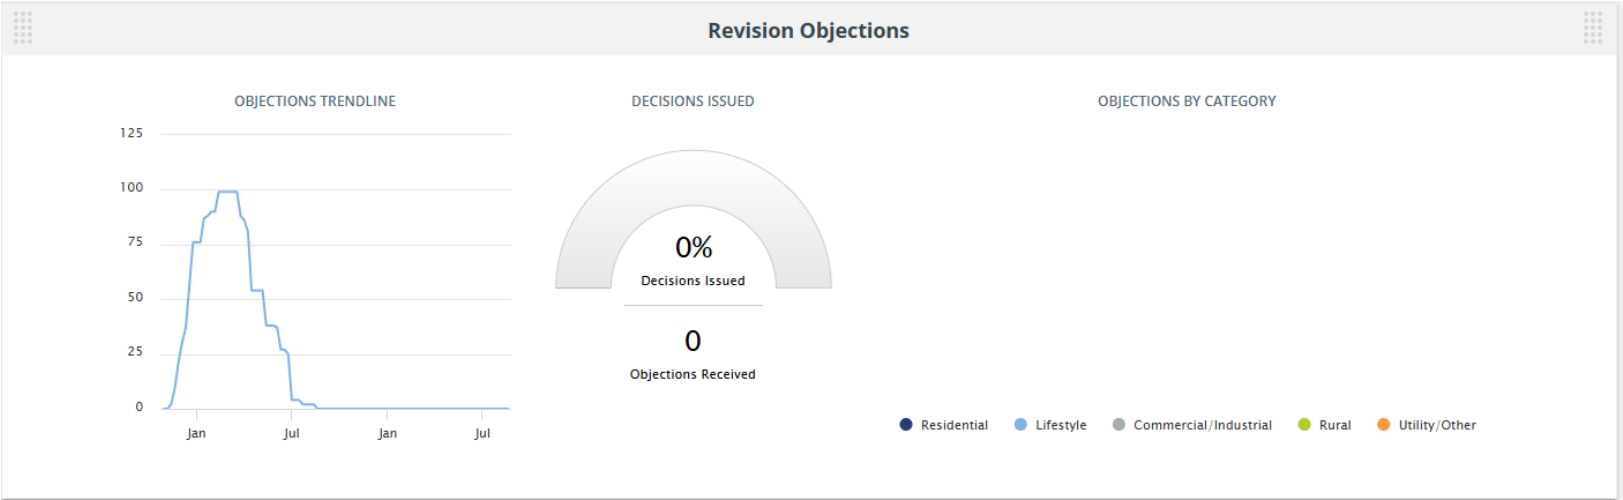 Revision Objections
OBJECTIONS TRENDLINE
125
100
75
50
25
0
Jan
Jul
Jan
Jul
DECISIONS ISSUED
0%
Decisions Issued
0
Objections Received
OBJECTIONS BY CATEGORY
Residential
Lifestyle
Commercial/Industrial
Rural
Utility/Other